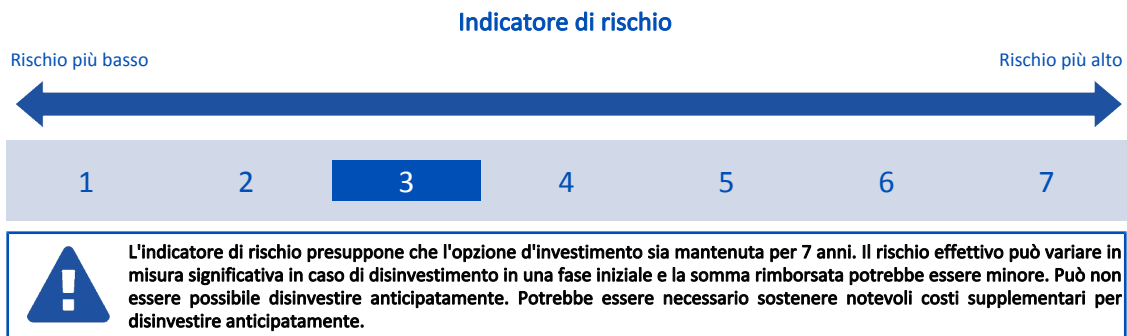 Indicatore di rischio
Rischio più basso Rischio più alto
1 2 3 4 5 6 7
L'indicatore di rischio presuppone che l'opzione d'investimento sia mantenuta per 7 anni. Il rischio effettivo può variare in
misura significativa in caso di disinvestimento in una fase iniziale e la somma rimborsata potrebbe essere minore. Può non
essere possibile disinvestire anticipatamente. Potrebbe essere necessario sostenere notevoli costi supplementari per
disinvestire anticipatamente.